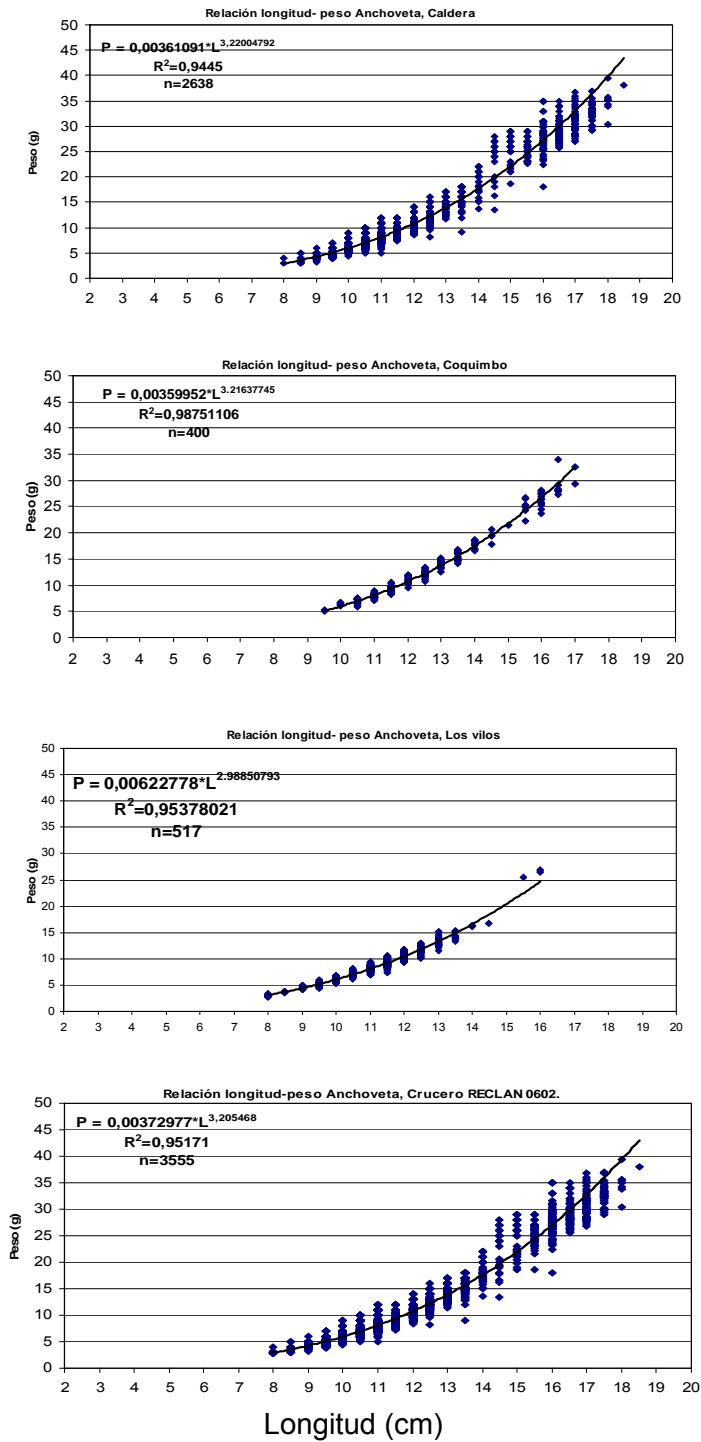 Relación longitud- peso Anchoveta, Caldera
P = 0,00361091*L^3,22004792
R²=0,9445
n=2638
Peso (g)
50
45
40
35
30
25
20
15
10
5
0
2 3 4 5 6 7 8 9 10 11 12 13 14 15 16 17 18 19 20
Relación longitud- peso Anchoveta, Coquimbo
P = 0,00359952*L^3.21637745
R²=0,98751106
n=400
Peso (g)
50
45
40
35
30
25
20
15
10
5
0
2 3 4 5 6 7 8 9 10 11 12 13 14 15 16 17 18 19 20
Relación longitud- peso Anchoveta, Los vilos
P = 0,00622778*L^2.98850793
R²=0,95378021
n=517
Peso (g)
50
45
40
35
30
25
20
15
10
5
0
2 3 4 5 6 7 8 9 10 11 12 13 14 15 16 17 18 19 20
Relación longitud-peso Anchoveta, Crucero RECLAN 0602.
P = 0,00372977*L^3,205468
R²=0,95171
n=3555
Peso (g)
50
45
40
35
30
25
20
15
10
5
0
2 3 4 5 6 7 8 9 10 11 12 13 14 15 16 17 18 19 20
Longitud (cm)